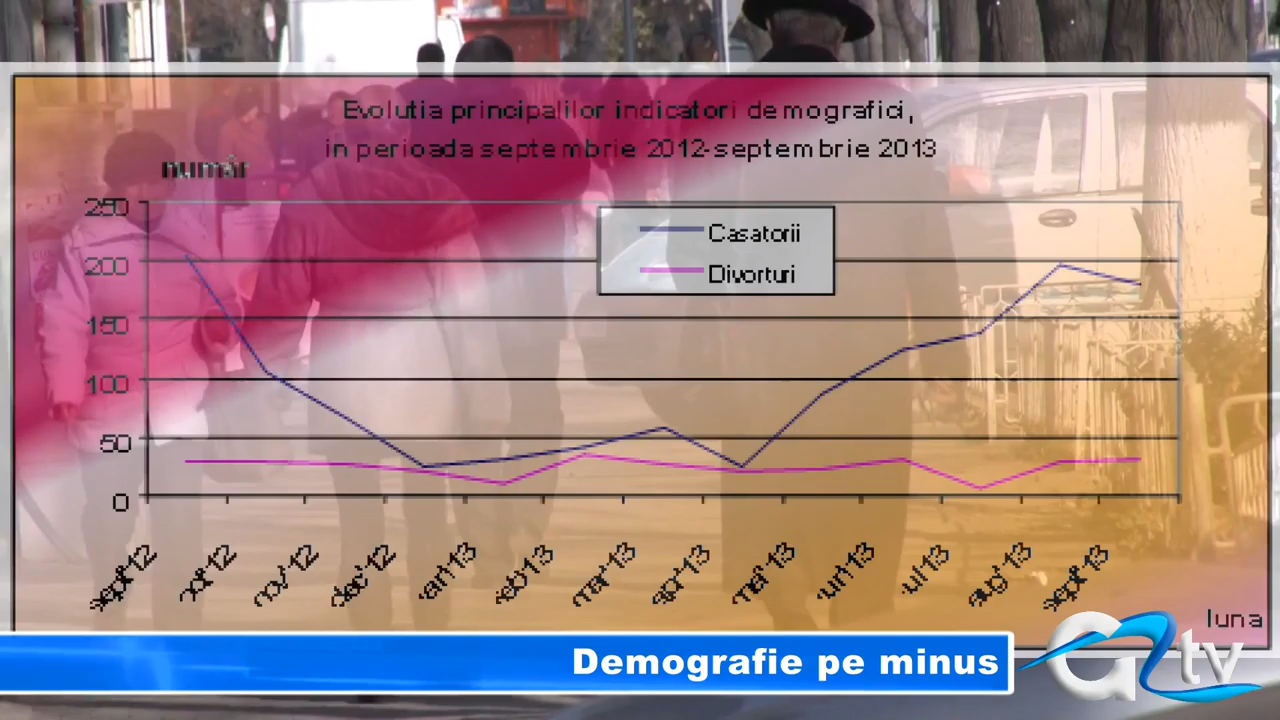 Evolutia principalilor indicatori demografici,
in perioada septembrie 2012-septembrie 2013
număr
250
200
150
100
50
0
Casatorii
Divorturi
sept'12
oct'12
nov'12
dec'12
ian'13
feb'13
mar'13
apr'13
mai'13
iun'13
iul'13
aug'13
sept'13
luna
Demografie pe minus
G2 tv